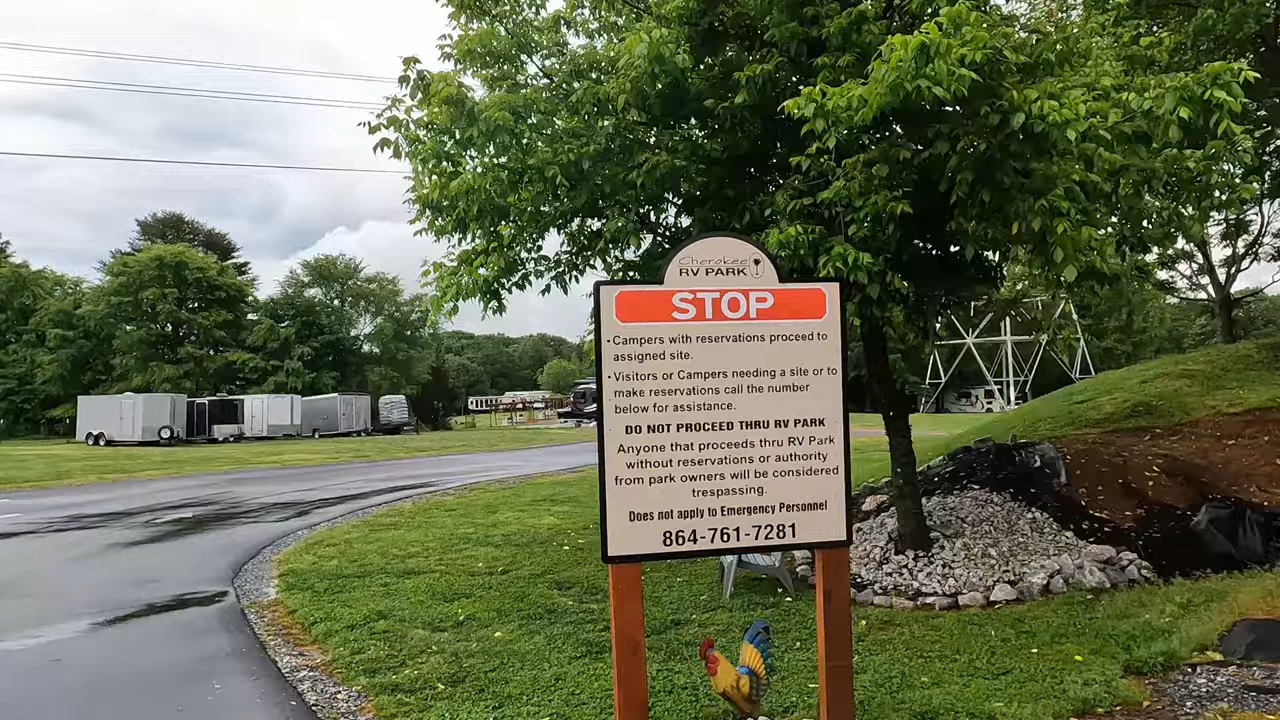 Cherokee
RV PARK
STOP
• Campers with reservations proceed to
assigned site.
• Visitors or Campers needing a site or to
make reservations call the number
below for assistance.
DO NOT PROCEED THRU RV PARK
Anyone that proceeds thru RV Park
without reservations or authority
from park owners will be considered
trespassing.
Does not apply to Emergency Personnel
864-761-7281